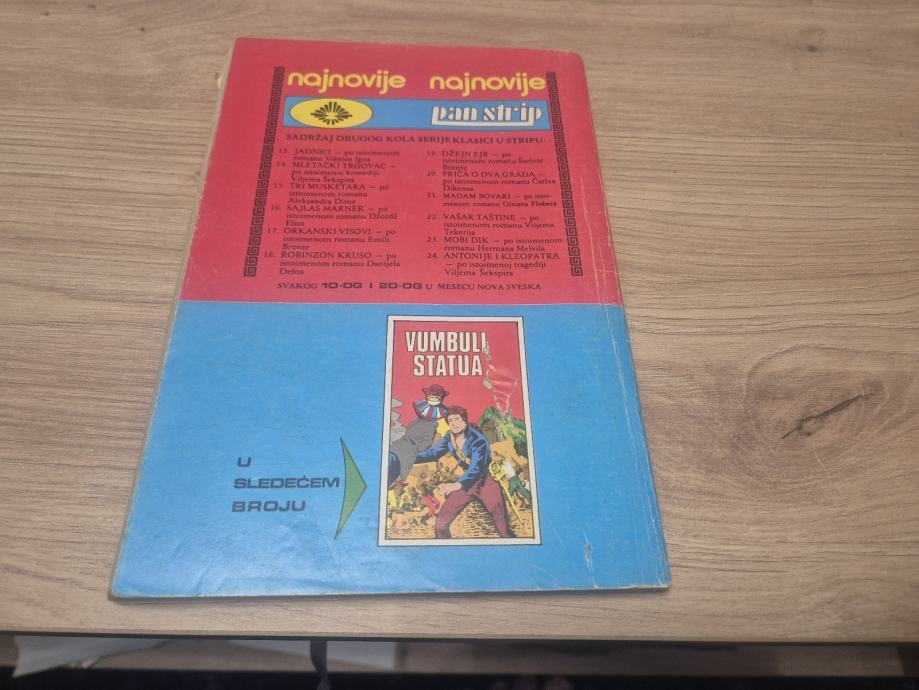 najnovije najnovije
pan strip
SADRŽAJ DRUGOG KOLA SERIJE KLASICI U STRIPU:
13. JADNICI — po istoimenom
romanu Viktora Igoa
14. MLETAČKI TRGOVAC —
po istoimenoj komediji
Viljema Šekspira
15. TRI MUSKETARA — po
istoimenom romanu
Aleksandra Dime
16. SAJLAS MARNER — po
istoimenom romanu Džordž
Eliot
17. ORKANSKI VISOVI — po
istoimenom romanu Emili
Bronte
18. ROBINZON KRUSO — po
istoimenom romanu Danijela
Defoa
19. DŽEJN EJR — po
istoimenom romanu Šarlote
Bronte
20. PRIČA O DVA GRADA —
po istoimenom romanu Čarlsa
Dikensa
21. MADAM BOVARI — po istoi-
menom romanu Gistava Flobera
22. VAŠAR TAŠTINE — po
istoimenom romanu Viljema
Tekerija
23. MOBI DIK — po istoimenom
romanu Hermana Melvila
24. ANTONIJE I KLEOPATRA
— po istoimenoj tragediji
Viljema Šekspira
SVAKOG 10-OG I 20-OG U MESECU NOVA SVESKA
VUMBULI
STATUA
U
SLEDEĆEM
BROJU